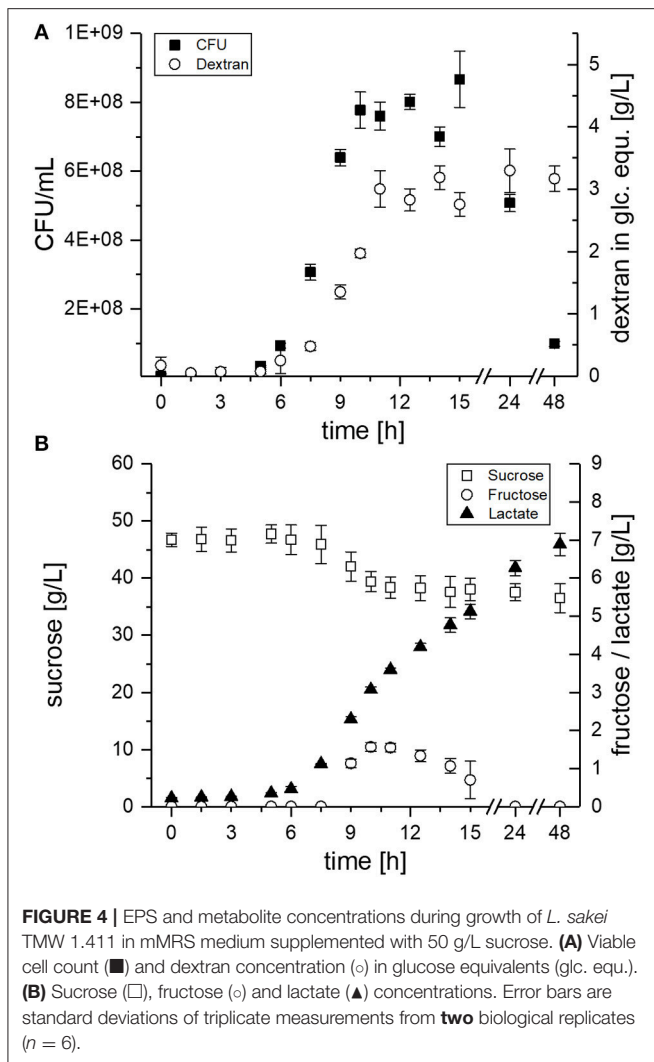 A
CFU
Dextran
1E+09
8E+08
6E+08
4E+08
2E+08
CFU/mL
5
4
3
2
1
0
dextran in glc. equ. [g/L]
0 3 6 9 12 15 24 48
time [h]
B
Sucrose
Fructose
Lactate
60
50
40
30
20
10
0
sucrose [g/L]
9
8
7
6
5
4
3
2
1
0
fructose / lactate [g/L]
0 3 6 9 12 15 24 48
time [h]
FIGURE 4 | EPS and metabolite concentrations during growth of L. sakei
TMW 1.411 in mMRS medium supplemented with 50 g/L sucrose. (A) Viable
cell count (■) and dextran concentration (○) in glucose equivalents (glc. equ.).
(B) Sucrose (□), fructose (○) and lactate (▲) concentrations. Error bars are
standard deviations of triplicate measurements from two biological replicates
(n = 6).